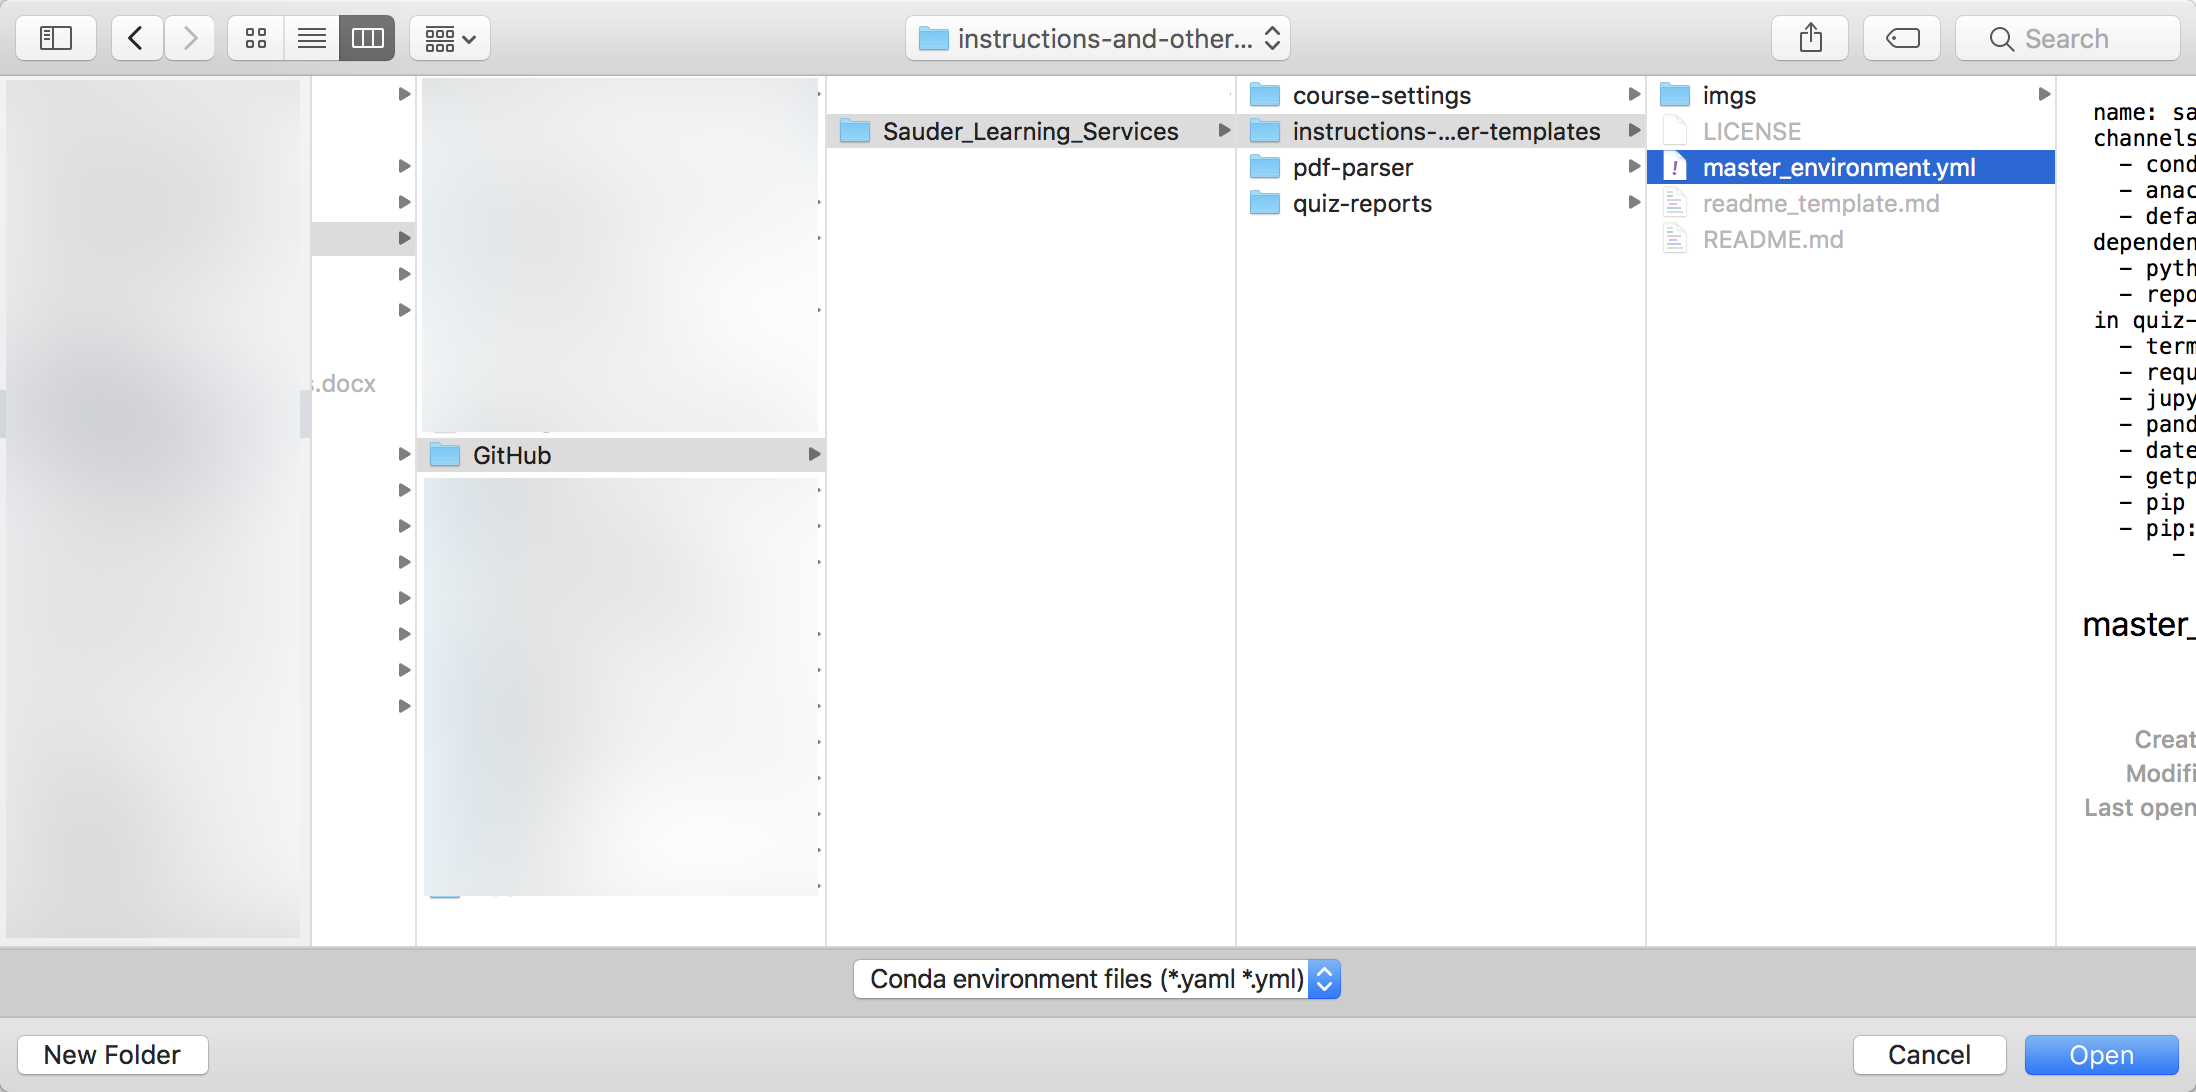 instructions-and-other...
Search
s.docx
GitHub
Sauder_Learning_Services
course-settings
instructions-...er-templates
pdf-parser
quiz-reports
imgs
LICENSE
master_environment.yml
readme_template.md
README.md
name: sa
channels
- cond
- anac
- defa
dependen
- pyth
- repo
in quiz-
- term
- requ
- jupy
- pand
- date
- getp
- pip
- pip:
-
master_
Creat
Modifi
Last open
Conda environment files (*.yaml *.yml)
New Folder
Cancel
Open